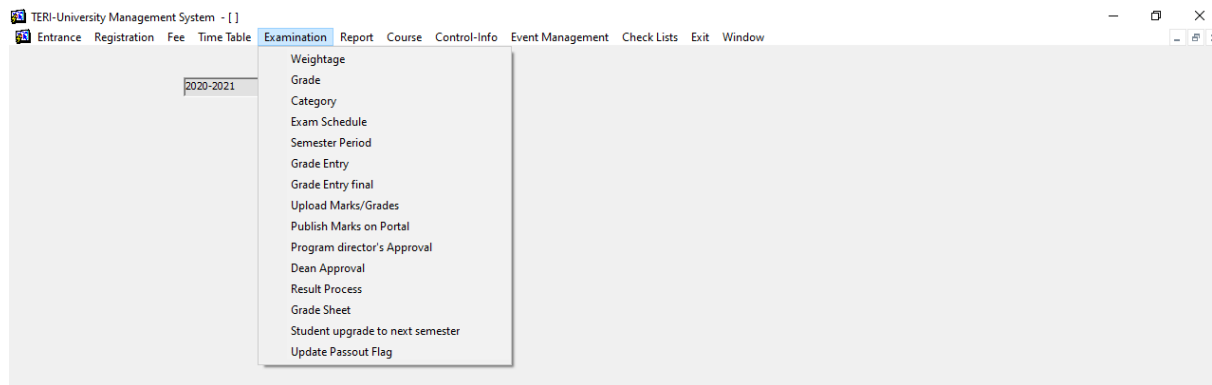 TERI-University Management System - [ ]
Entrance Registration Fee Time Table Examination Report Course Control-Info Event Management Check Lists Exit Window
Weightage
2020-2021
Grade
Category
Exam Schedule
Semester Period
Grade Entry
Grade Entry final
Upload Marks/Grades
Publish Marks on Portal
Program director's Approval
Dean Approval
Result Process
Grade Sheet
Student upgrade to next semester
Update Passout Flag